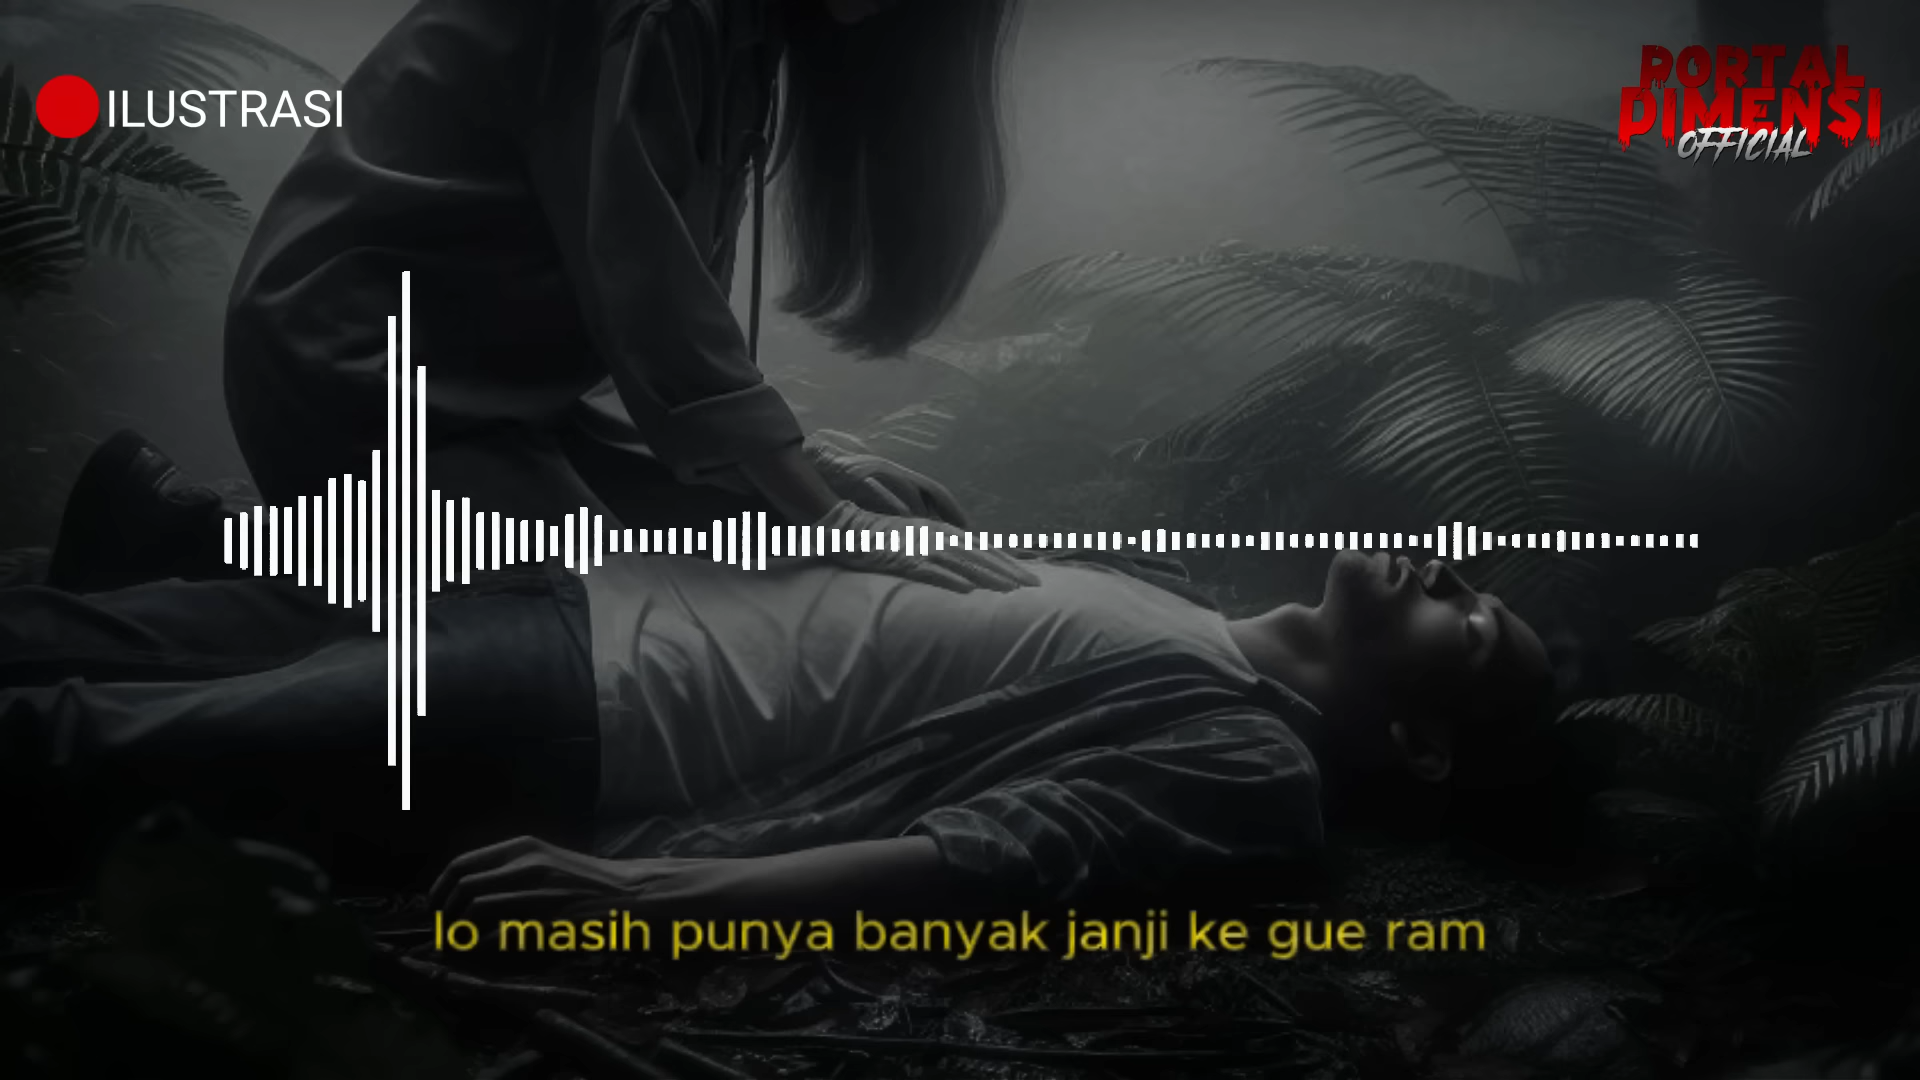 ILUSTRASI
PORTAL
DIMENSI
OFFICIAL
lo masih punya banyak janji ke gue ram